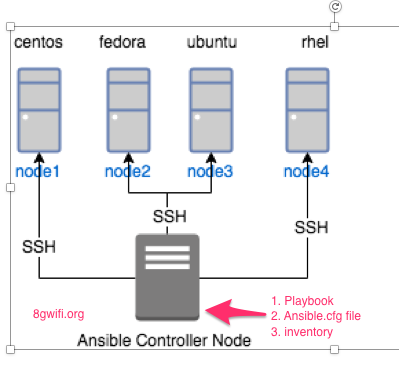 centos fedora ubuntu rhel
node1 node2 node3 node4
SSH
SSH
SSH
1. Playbook
2. Ansible.cfg file
3. inventory
8gwifi.org
Ansible Controller Node